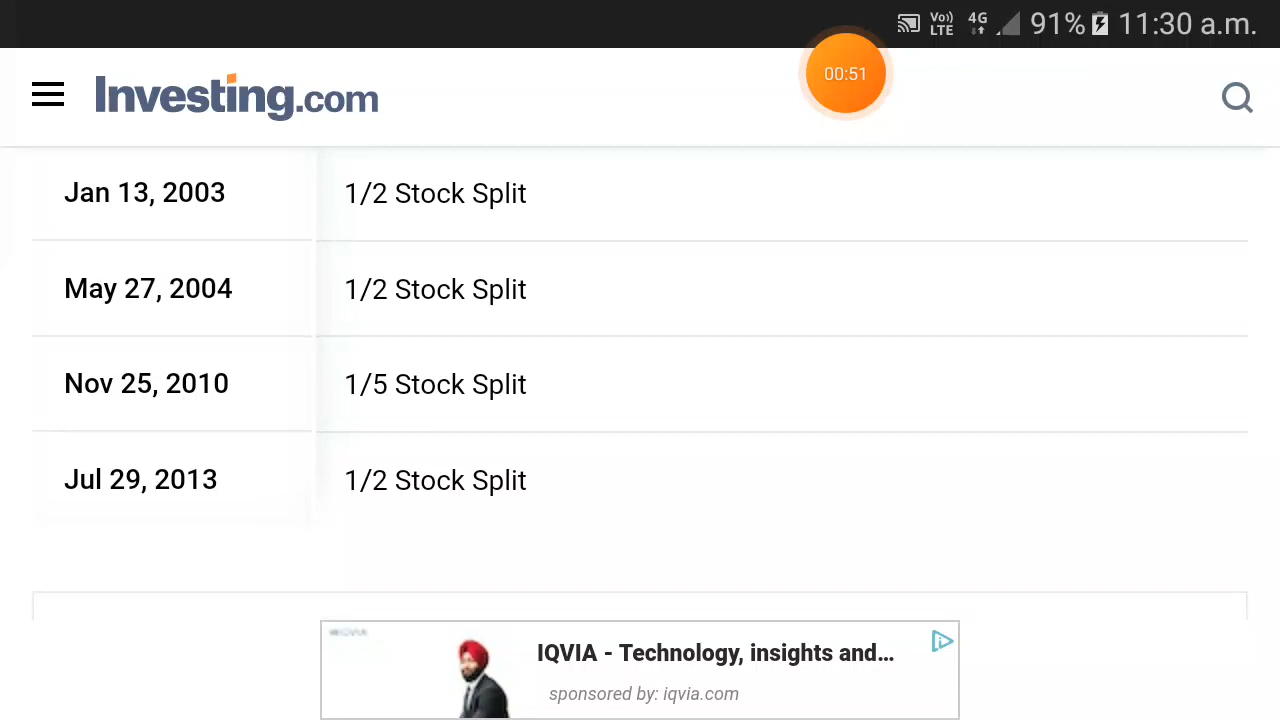 Vo)) LTE 4G 91% 11:30 a.m.
Investing.com
00:51
Jan 13, 2003 1/2 Stock Split
May 27, 2004 1/2 Stock Split
Nov 25, 2010 1/5 Stock Split
Jul 29, 2013 1/2 Stock Split
IQVIA - Technology, insights and...
sponsored by: iqvia.com